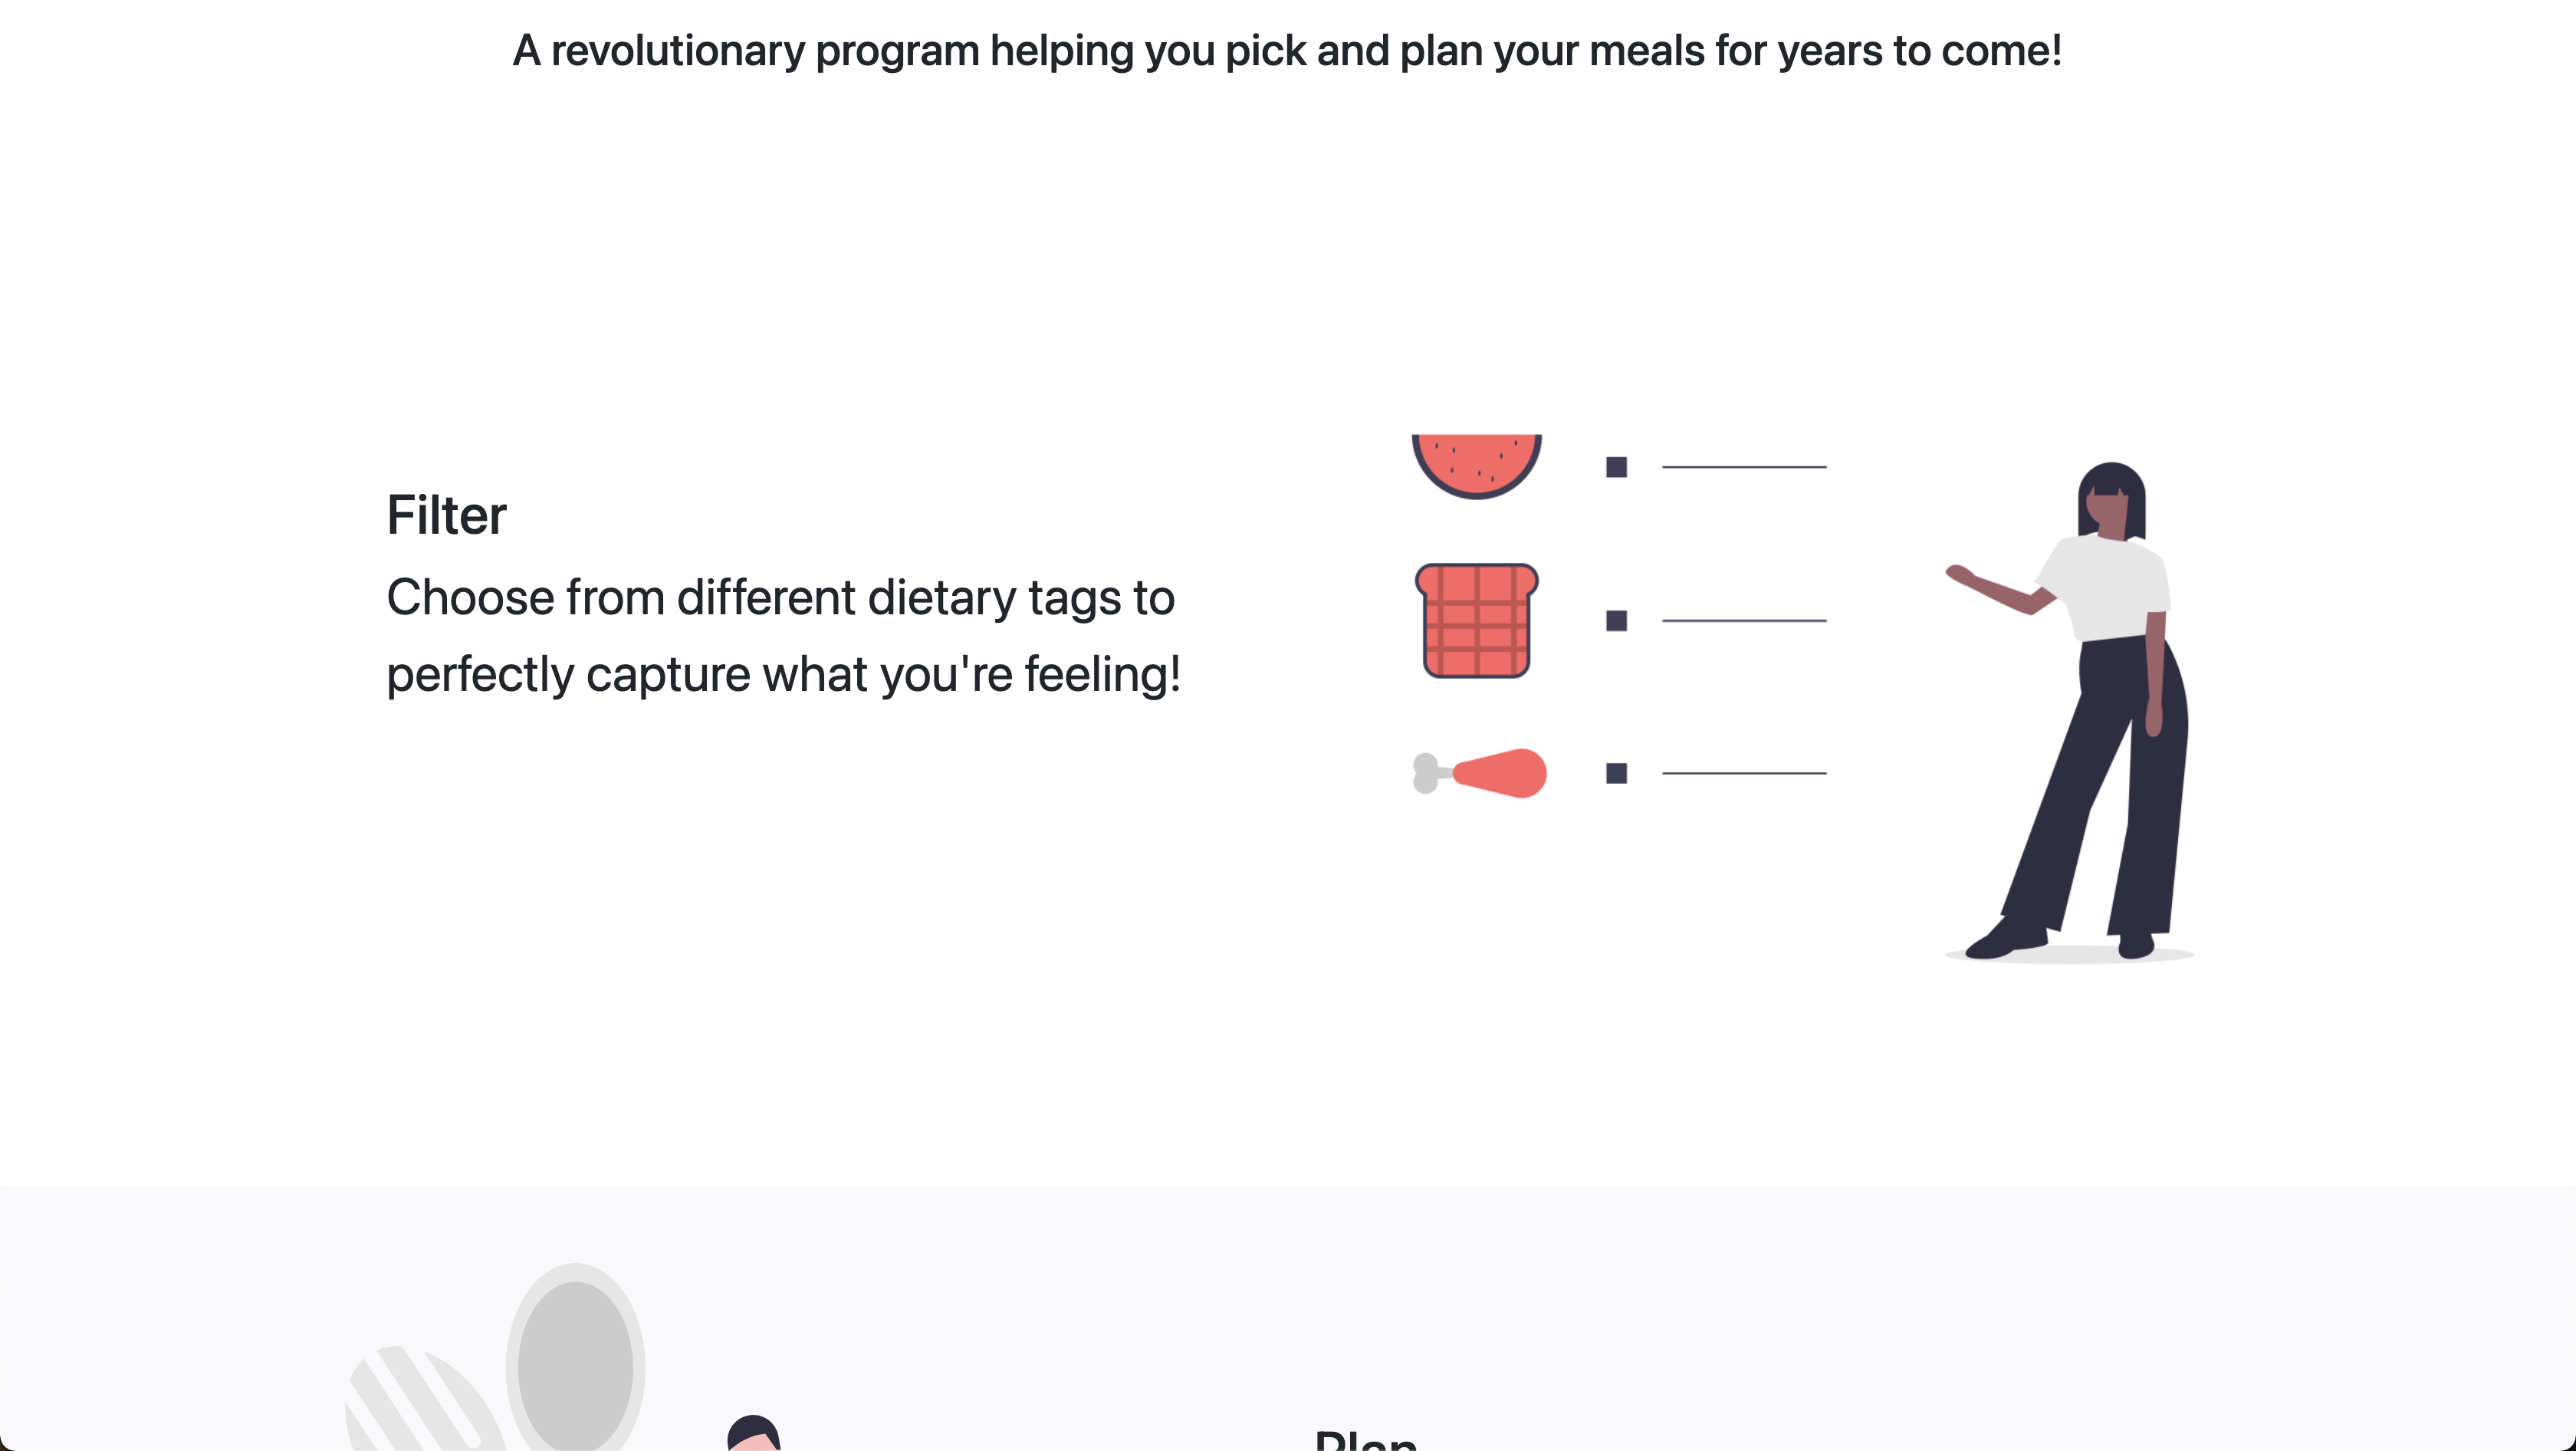 A revolutionary program helping you pick and plan your meals for years to come!
Filter
Choose from different dietary tags to
perfectly capture what you're feeling!
Plan